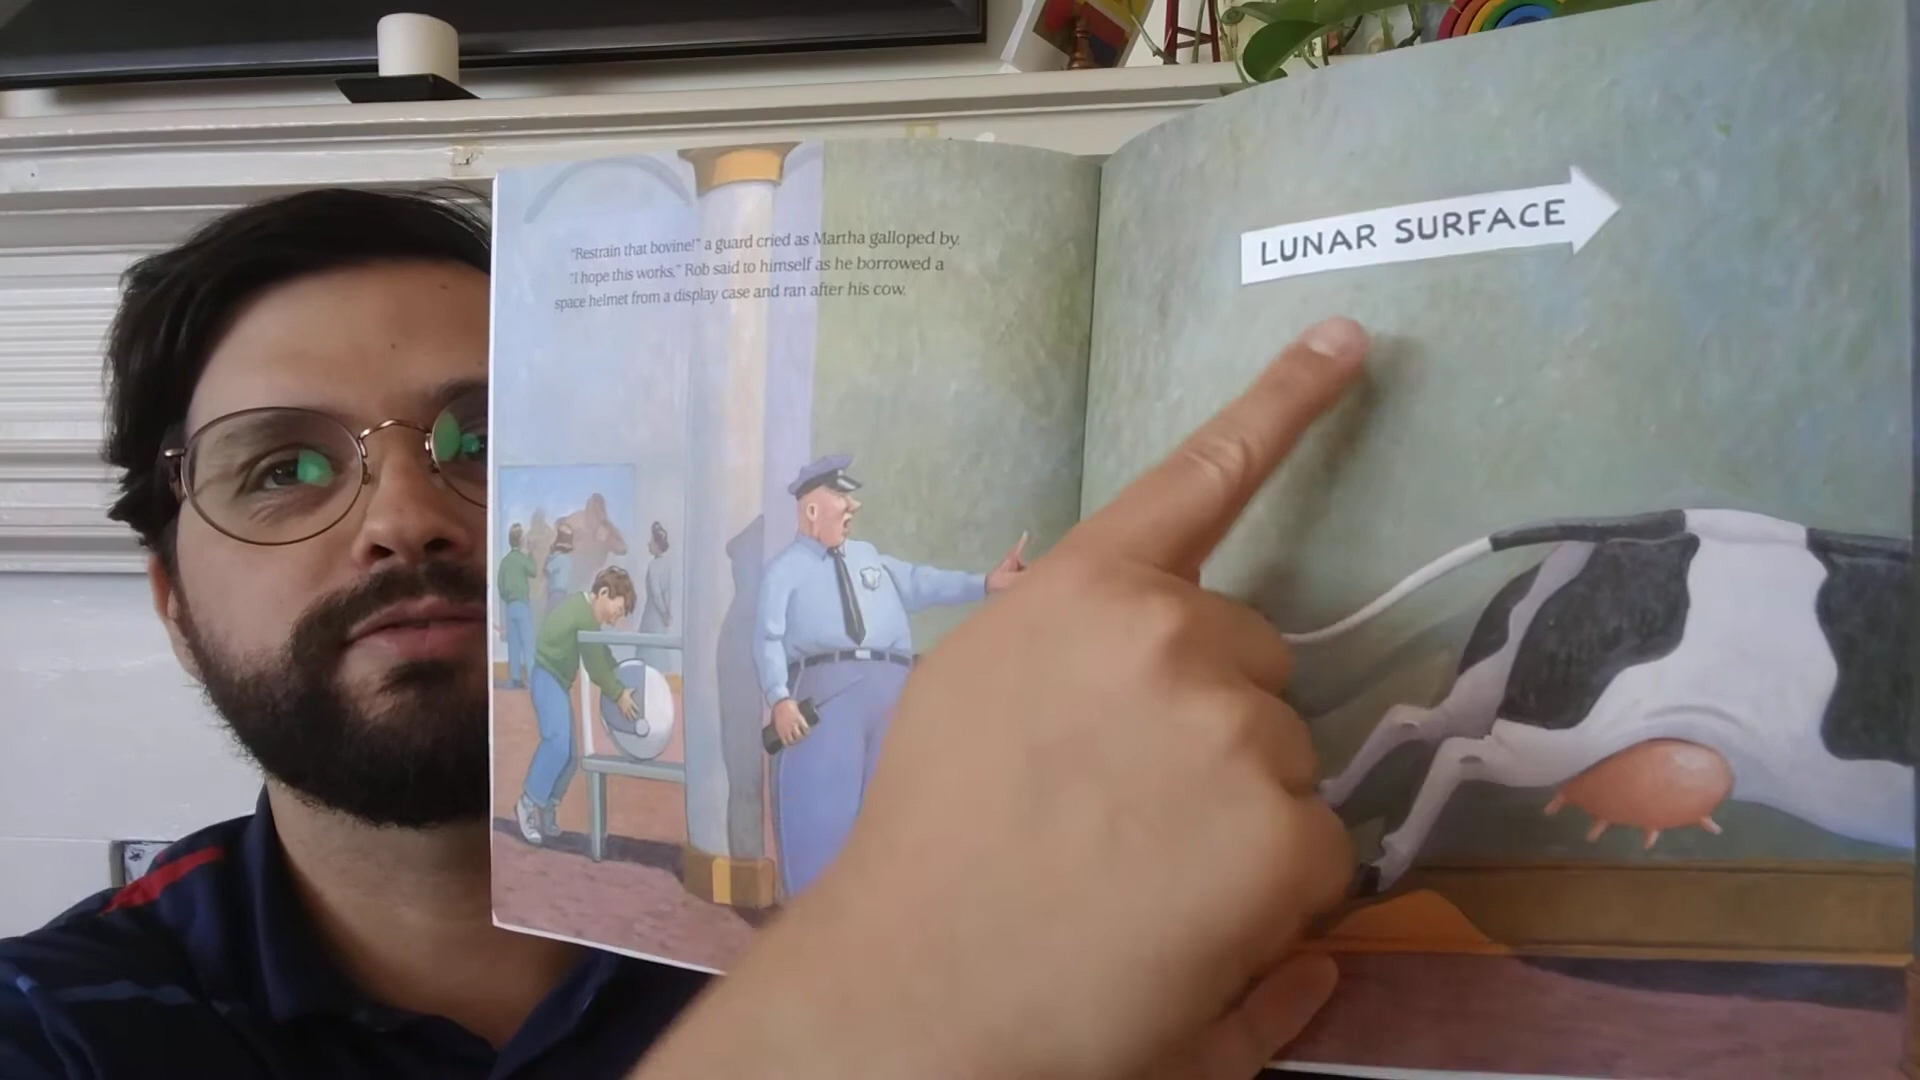 "Restrain that bovine!" a guard cried as Martha galloped by.
"I hope this works," Rob said to himself as he borrowed a
space helmet from a display case and ran after his cow.
LUNAR SURFACE